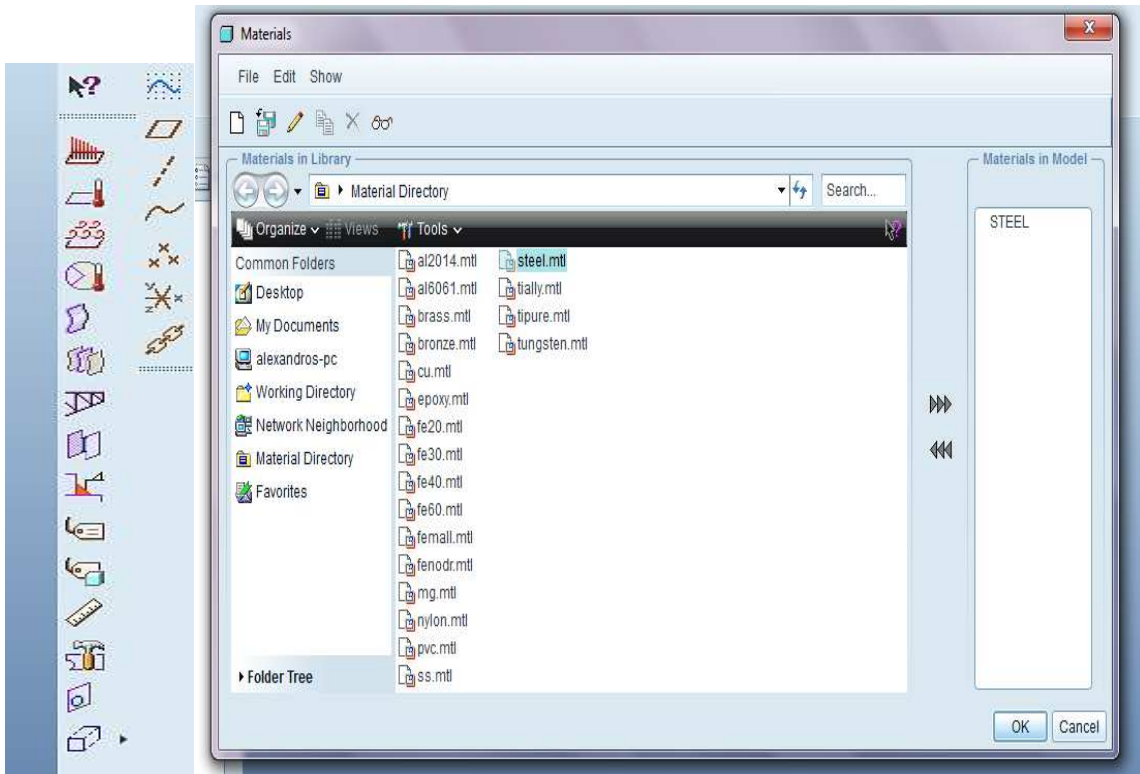 Materials
File Edit Show
Materials in Library
Material Directory
Search...
Organize Views Tools
Common Folders
Desktop
My Documents
alexandros-pc
Working Directory
Network Neighborhood
Material Directory
Favorites
Folder Tree
al2014.mtl
al6061.mtl
brass.mtl
bronze.mtl
cu.mtl
epoxy.mtl
fe20.mtl
fe30.mtl
fe40.mtl
fe60.mtl
femall.mtl
fenodr.mtl
mg.mtl
nylon.mtl
pvc.mtl
ss.mtl
steel.mtl
tially.mtl
tipure.mtl
tungsten.mtl
Materials in Model
STEEL
OK Cancel